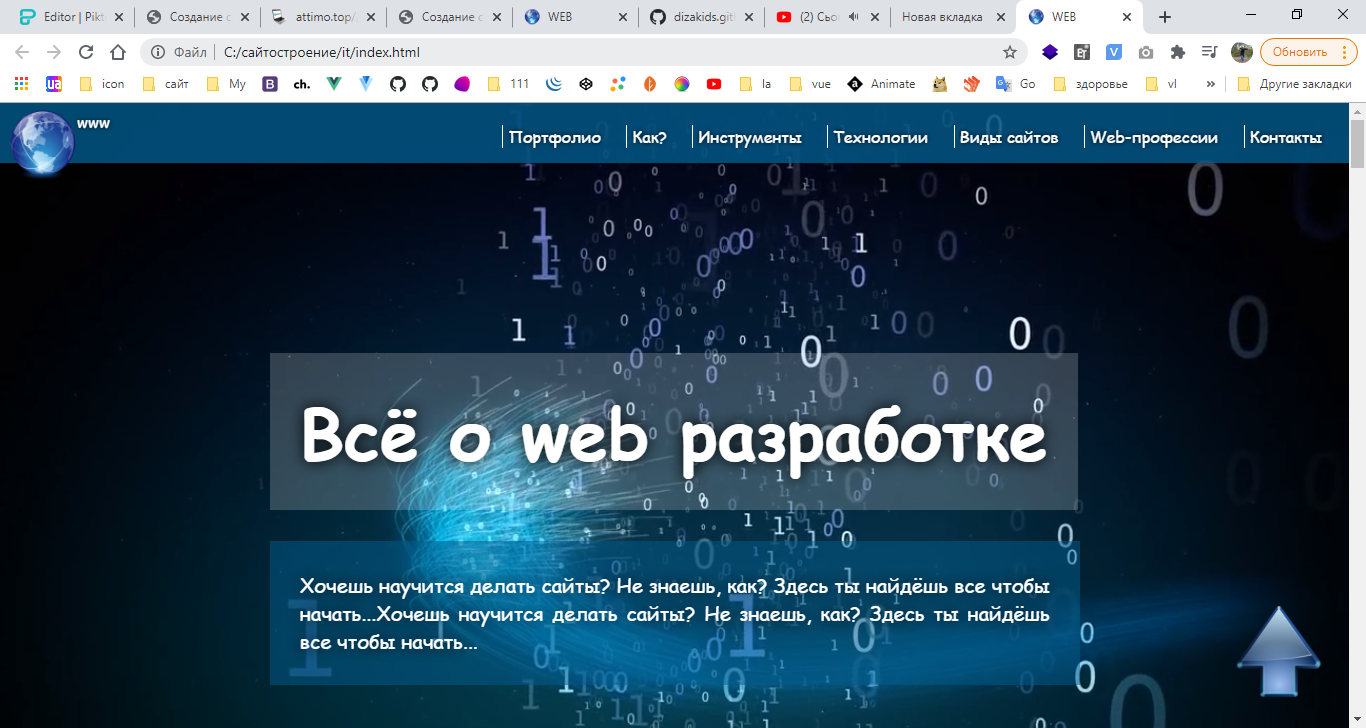 Editor | Pikt
Создание с
attimo.top/
Создание с
WEB
dizakids.git
(2) Сьо
Новая вкладка
WEB
Файл
C:/сайтостроение/it/index.html
Обновить
icon
сайт
My
ch.
111
la
vue
Animate
Go
здоровье
vl
Другие закладки
www
Портфолио
Как?
Инструменты
Технологии
Виды сайтов
Web-профессии
Контакты
Всё о web разработке
Хочешь научится делать сайты? Не знаешь, как? Здесь ты найдёшь все чтобы
начать...Хочешь научится делать сайты? Не знаешь, как? Здесь ты найдёшь
все чтобы начать...